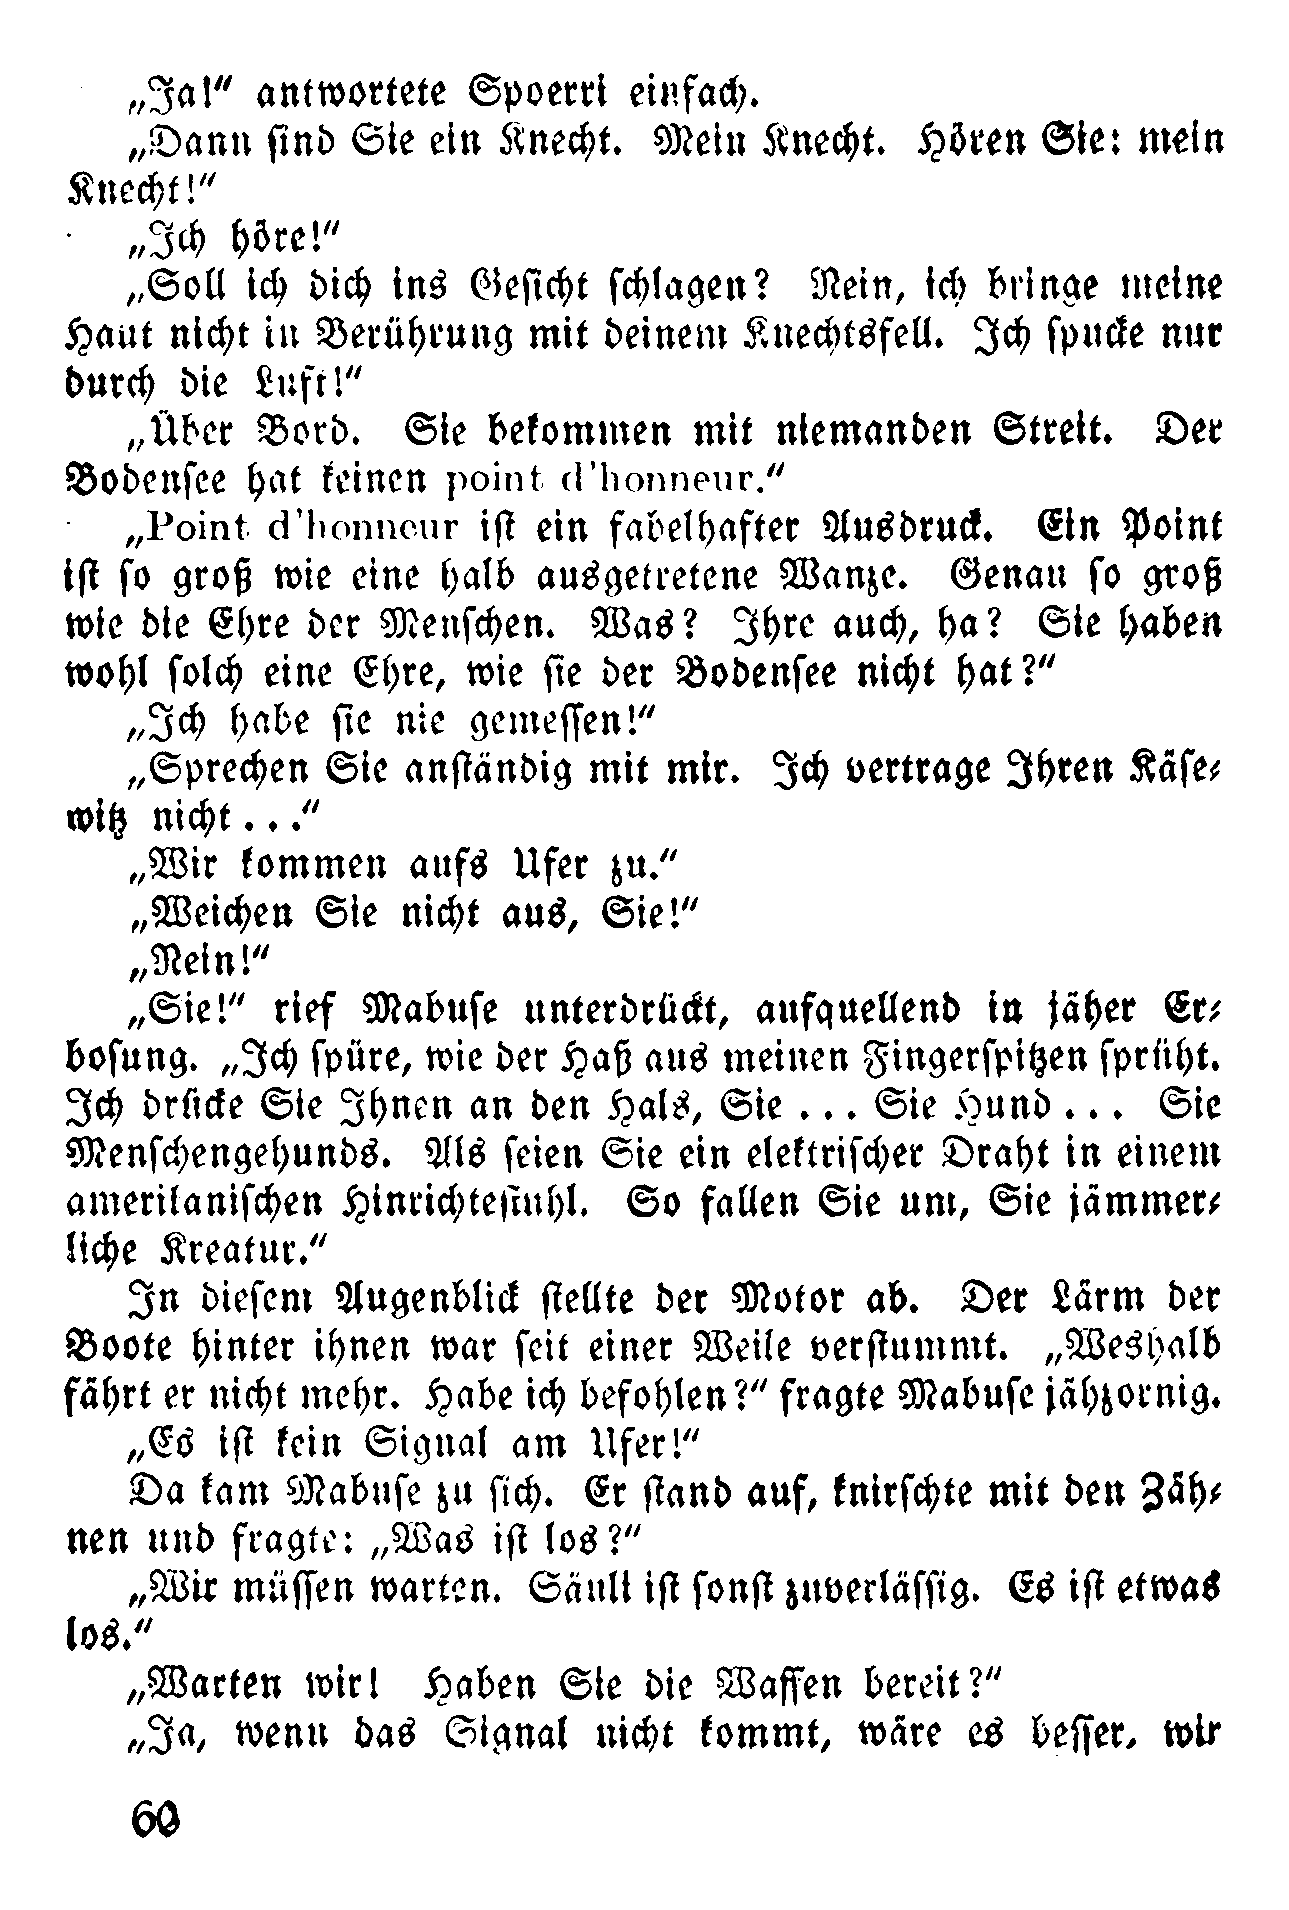 „Ja!“ antwortete Spoerri einfach.
„Dann sind Sie ein Knecht. Mein Knecht. Hören Sie: mein
Knecht!“
„Ich höre!“
„Soll ich dich ins Gesicht schlagen? Nein, ich bringe meine
Haut nicht in Berührung mit deinem Knechtsfell. Ich spucke nur
durch die Luft!“
„Über Bord. Sie bekommen mit niemanden Streit. Der
Bodensee hat keinen point d'honneur.“
„Point d'honneur ist ein fabelhafter Ausdruck. Ein Point
ist so groß wie eine halb ausgetretene Wanze. Genau so groß
wie die Ehre der Menschen. Was? Ihre auch, ha? Sie haben
wohl solch eine Ehre, wie sie der Bodensee nicht hat?“
„Ich habe sie nie gemessen!“
„Sprechen Sie anständig mit mir. Ich vertrage Ihren Käse-
witz nicht...“
„Wir kommen aufs Ufer zu.“
„Weichen Sie nicht aus, Sie!“
„Nein!“
„Sie!“ rief Mabuse unterdrückt, aufquellend in jäher Er-
bosung. „Ich spüre, wie der Haß aus meinen Fingerspitzen sprüht.
Ich drücke Sie Ihnen an den Hals, Sie ... Sie Hund ... Sie
Menschengehunds. Als seien Sie ein elektrischer Draht in einem
amerikanischen Hinrichtestuhl. So fallen Sie um, Sie jämmer-
liche Kreatur.“
In diesem Augenblick stellte der Motor ab. Der Lärm der
Boote hinter ihnen war seit einer Weile verstummt. „Weshalb
fährt er nicht mehr. Habe ich befohlen?“ fragte Mabuse jähzornig.
„Es ist kein Signal am Ufer!“
Da kam Mabuse zu sich. Er stand auf, knirschte mit den Zäh-
nen und fragte: „Was ist los?“
„Wir müssen warten. Säuli ist sonst zuverlässig. Es ist etwas
los.“
„Warten wir! Haben Sie die Waffen bereit?“
„Ja, wenn das Signal nicht kommt, wäre es besser, wir
60